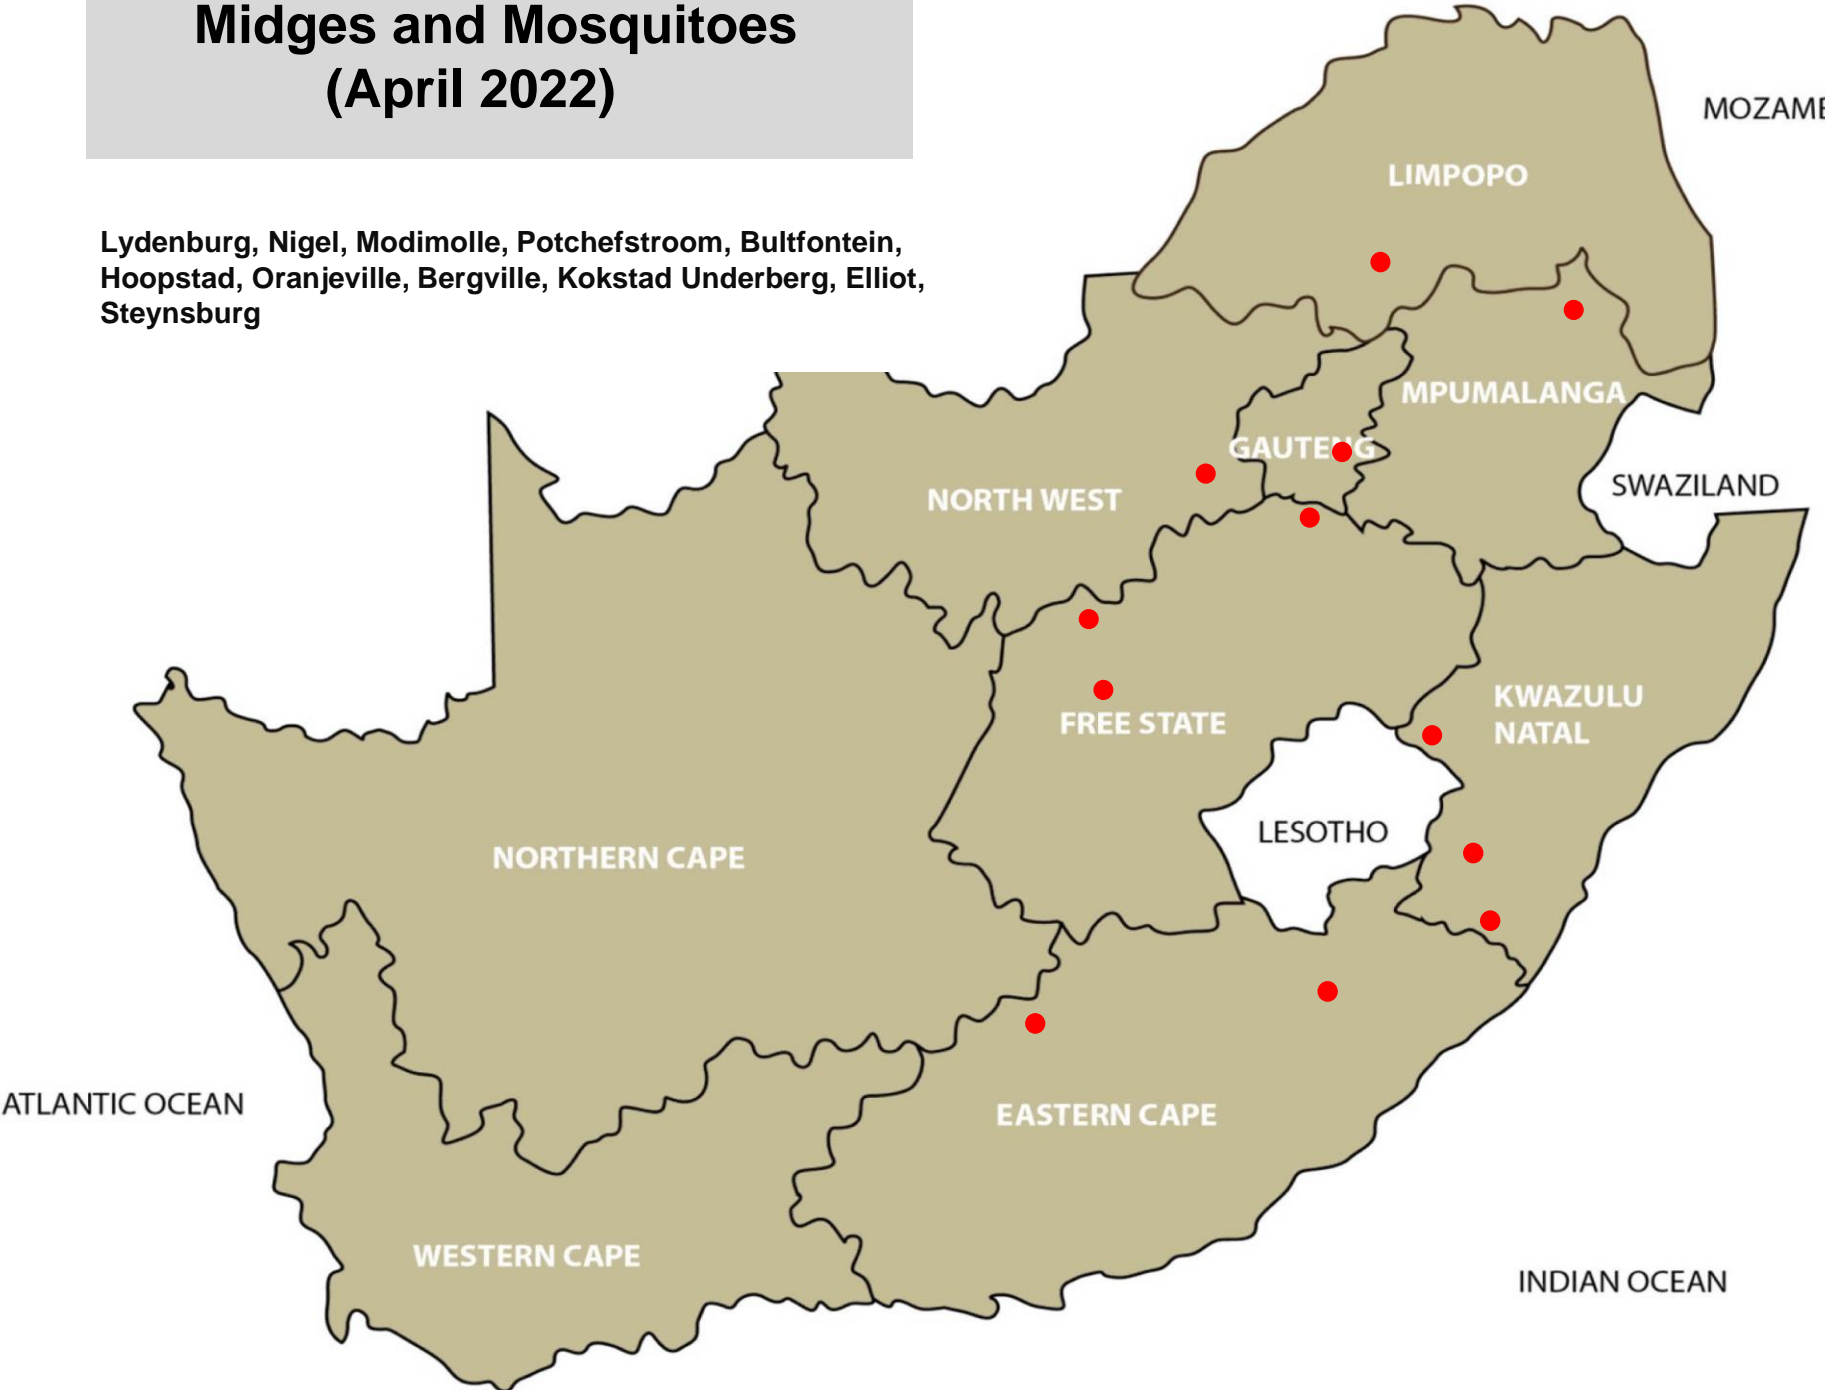 Midges and Mosquitoes
(April 2022)
Lydenburg, Nigel, Modimolle, Potchefstroom, Bultfontein,
Hoopstad, Oranjeville, Bergville, Kokstad Underberg, Elliot,
Steynsburg
MOZAMB
LIMPOPO
MPUMALANGA
GAUTENG
SWAZILAND
NORTH WEST
KWAZULU
NATAL
FREE STATE
LESOTHO
NORTHERN CAPE
ATLANTIC OCEAN
EASTERN CAPE
WESTERN CAPE
INDIAN OCEAN